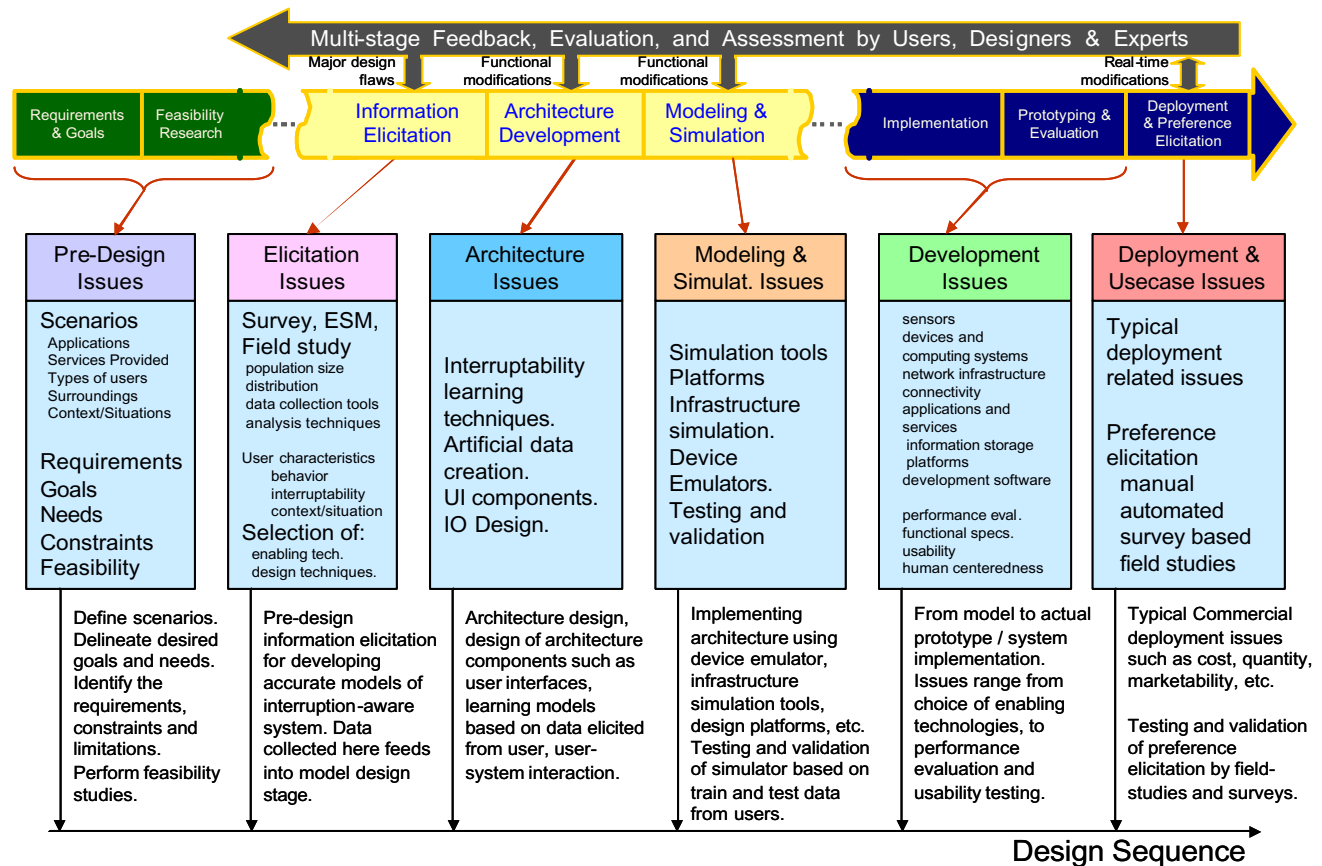 Multi-stage Feedback, Evaluation, and Assessment by Users, Designers & Experts
Major design
flaws
Functional
modifications
Functional
modifications
Real-time
modifications
Requirements
& Goals
Feasibility
Research
Information
Elicitation
Architecture
Development
Modeling &
Simulation
Implementation
Prototyping &
Evaluation
Deployment
& Preference
Elicitation
Pre-Design
Issues
Scenarios
Applications
Services Provided
Types of users
Surroundings
Context/Situations
Requirements
Goals
Needs
Constraints
Feasibility
Define scenarios.
Delineate desired
goals and needs.
Identify the
requirements,
constraints and
limitations.
Perform feasibility
studies.
Elicitation
Issues
Survey, ESM,
Field study
population size
distribution
data collection tools
analysis techniques
User characteristics
behavior
interruptability
context/situation
Selection of:
enabling tech.
design techniques.
Pre-design
information elicitation
for developing
accurate models of
interruption-aware
system. Data
collected here feeds
into model design
stage.
Architecture
Issues
Interruptability
learning
techniques.
Artificial data
creation.
UI components.
IO Design.
Architecture design,
design of architecture
components such as
user interfaces,
learning models
based on data elicited
from user, user-
system interaction.
Modeling &
Simulat. Issues
Simulation tools
Platforms
Infrastructure
simulation.
Device
Emulators.
Testing and
validation
Implementing
architecture using
device emulator,
infrastructure
simulation tools,
design platforms, etc.
Testing and validation
of simulator based on
train and test data
from users.
Development
Issues
sensors
devices and
computing systems
network infrastructure
connectivity
applications and
services
information storage
platforms
development software
performance eval.
functional specs.
usability
human centeredness
From model to actual
prototype / system
implementation.
Issues range from
choice of enabling
technologies, to
performance
evaluation and
usability testing.
Deployment &
Usecase Issues
Typical
deployment
related issues
Preference
elicitation
manual
automated
survey based
field studies
Typical Commercial
deployment issues
such as cost, quantity,
marketability, etc.
Testing and validation
of preference
elicitation by field-
studies and surveys.
Design Sequence